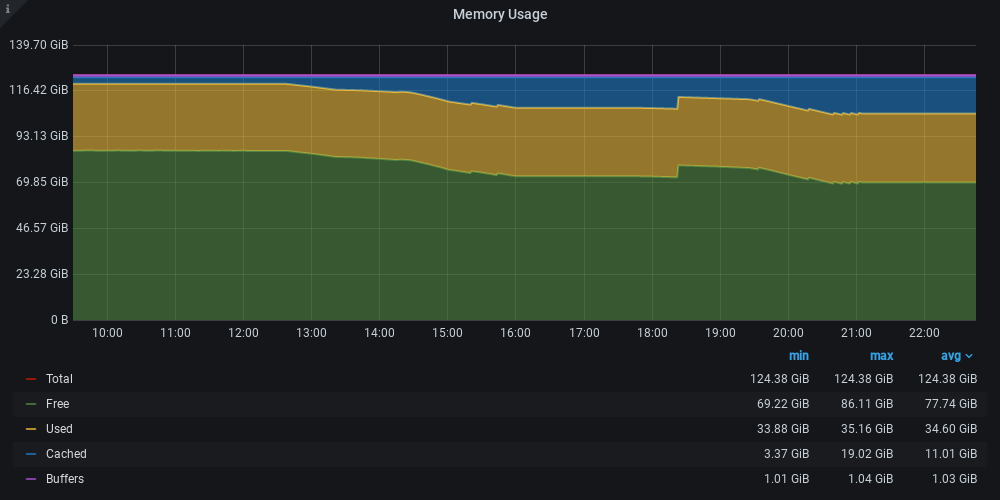 i
Memory Usage
139.70 GiB
116.42 GiB
93.13 GiB
69.85 GiB
46.57 GiB
23.28 GiB
0 B
10:00 11:00 12:00 13:00 14:00 15:00 16:00 17:00 18:00 19:00 20:00 21:00 22:00
min max avg
Total 124.38 GiB 124.38 GiB 124.38 GiB
Free 69.22 GiB 86.11 GiB 77.74 GiB
Used 33.88 GiB 35.16 GiB 34.60 GiB
Cached 3.37 GiB 19.02 GiB 11.01 GiB
Buffers 1.01 GiB 1.04 GiB 1.03 GiB